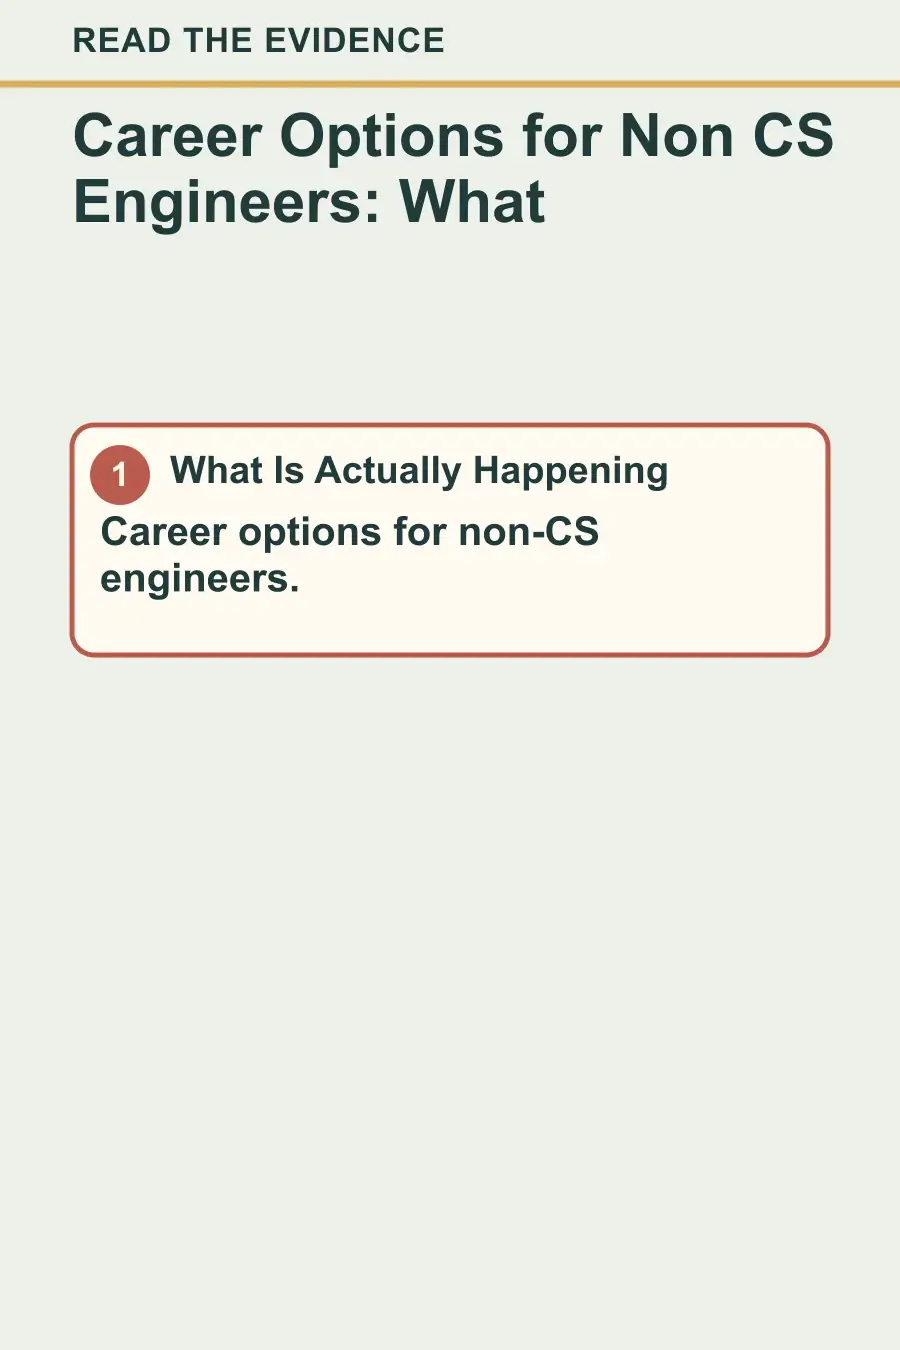 READ THE EVIDENCE
Career Options for Non CS
Engineers: What
1 What Is Actually Happening
Career options for non-CS
engineers.